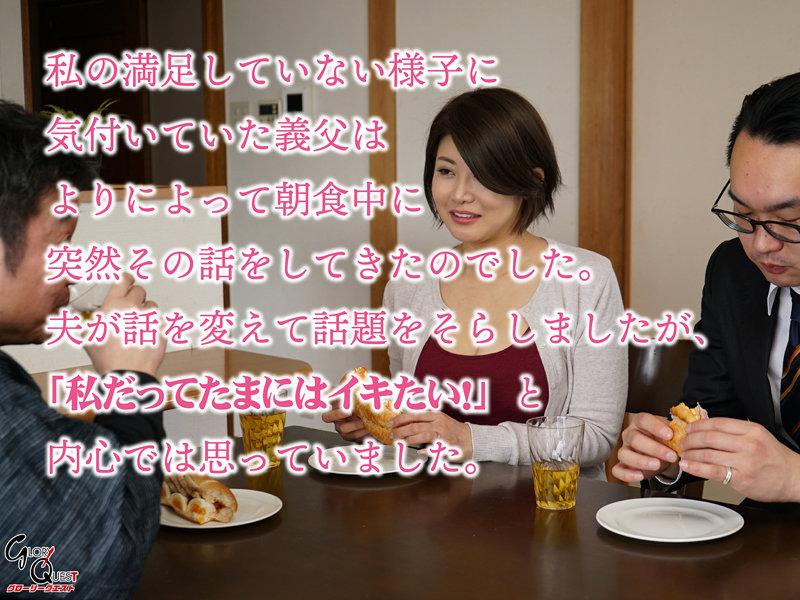 私の満足していない様子に
気付いていた義父は
よりによって朝食中に
突然その話をしてきたのでした。
夫が話を変えて話題をそらしましたが、
「私だってたまにはイキたい!」と
内心では思っていました。
GLORY
QUEST
グローリークエスト